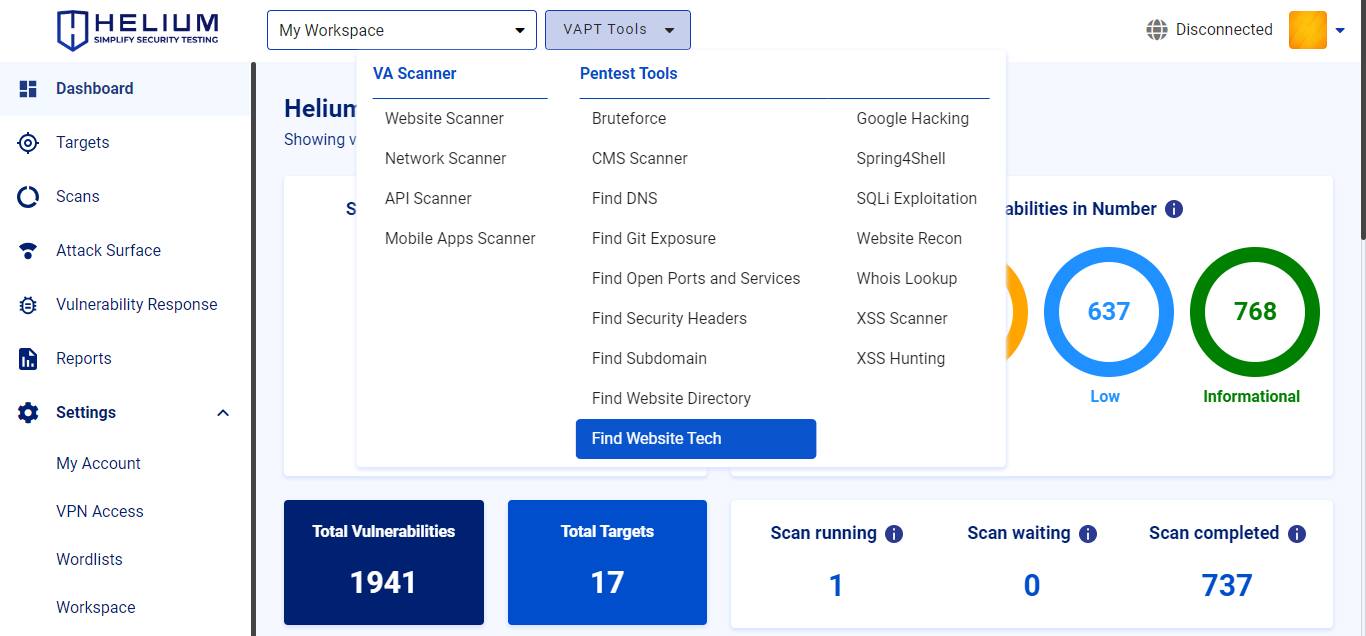 HELIUM
SIMPLIFY SECURITY TESTING
My Workspace
VAPT Tools
Disconnected
Dashboard
Targets
Scans
Attack Surface
Vulnerability Response
Reports
Settings
My Account
VPN Access
Wordlists
Workspace
VA Scanner
Website Scanner
Network Scanner
API Scanner
Mobile Apps Scanner
Pentest Tools
Bruteforce
CMS Scanner
Find DNS
Find Git Exposure
Find Open Ports and Services
Find Security Headers
Find Subdomain
Find Website Directory
Find Website Tech
Google Hacking
Spring4Shell
SQLi Exploitation
Website Recon
Whois Lookup
XSS Scanner
XSS Hunting
Helium
Showing
abilities in Number
637
Low
768
Informational
Total Vulnerabilities
1941
Total Targets
17
Scan running
1
Scan waiting
0
Scan completed
737